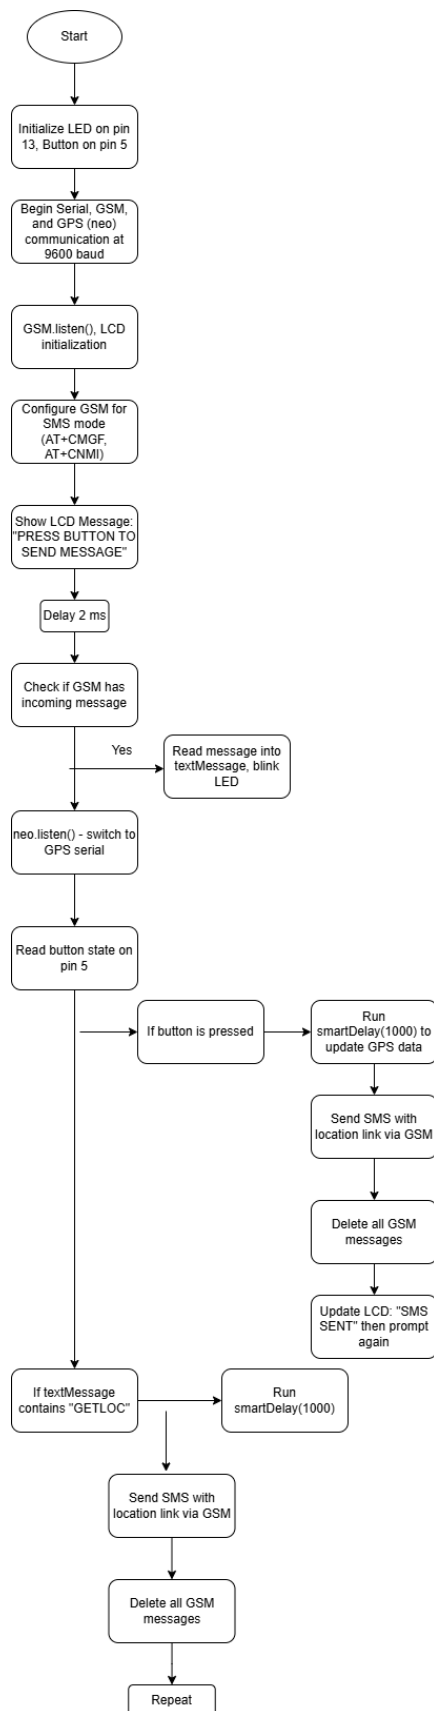 Start
Initialize LED on pin
13, Button on pin 5
Begin Serial, GSM,
and GPS (neo)
communication at
9600 baud
GSM.listen(), LCD
initialization
Configure GSM for
SMS mode
(AT+CMGF,
AT+CNMI)
Show LCD Message:
"PRESS BUTTON TO
SEND MESSAGE"
Delay 2 ms
Check if GSM has
incoming message
Yes
Read message into
textMessage, blink
LED
neo.listen() - switch to
GPS serial
Read button state on
pin 5
If button is pressed
Run
smartDelay(1000) to
update GPS data
Send SMS with
location link via GSM
Delete all GSM
messages
Update LCD: "SMS
SENT" then prompt
again
If textMessage
contains "GETLOC"
Run
smartDelay(1000)
Send SMS with
location link via GSM
Delete all GSM
messages
Repeat